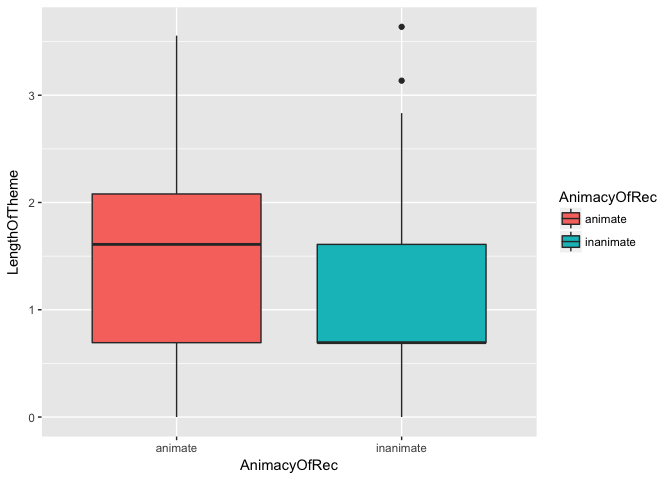 3
2
1
0
LengthOfTheme
animate
inanimate
AnimacyOfRec
AnimacyOfRec
animate
inanimate